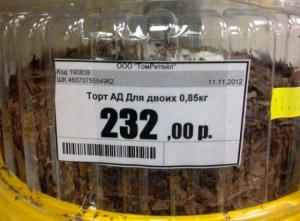 ООО "ТомРитейл"
Код 190838
ШК 4607075554962 11.11.2012
Торт АД Для двоих 0,85кг
232 ,00 р.